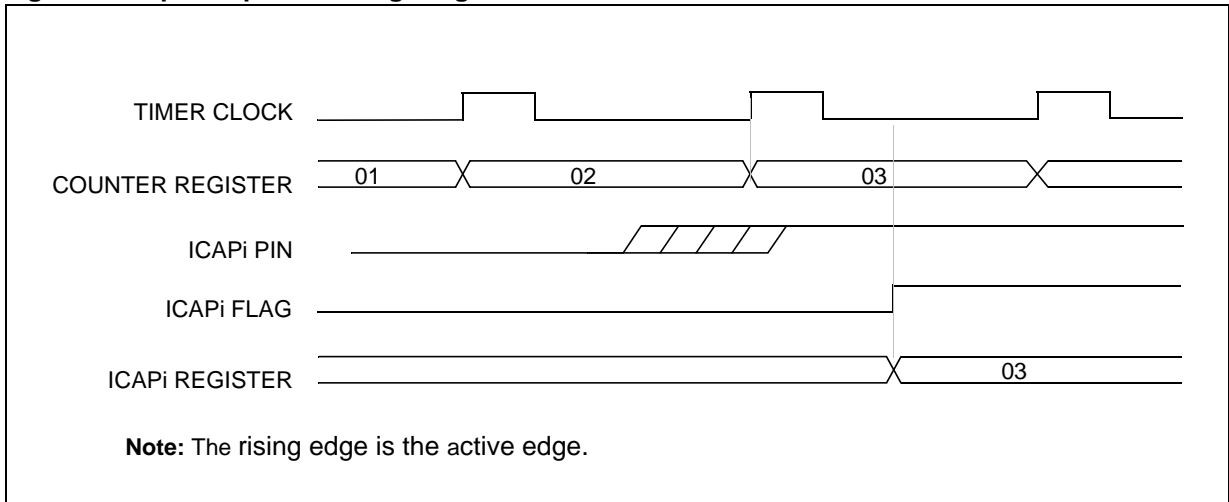 TIMER CLOCK
COUNTER REGISTER 01 02 03
ICAPi PIN
ICAPi FLAG
ICAPi REGISTER 03
Note: The rising edge is the active edge.